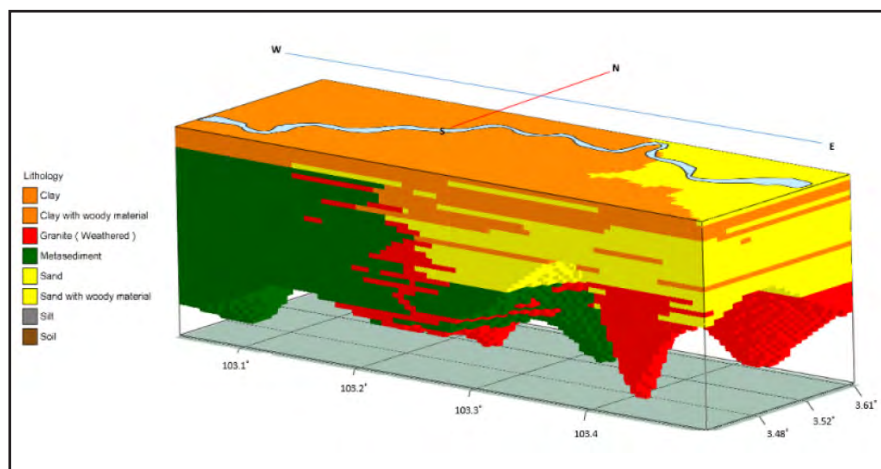 W
N
S
E
Lithology
Clay
Clay with woody material
Granite ( Weathered )
Metasediment
Sand
Sand with woody material
Silt
Soil
103.1°
103.2°
103.3°
103.4
3.48°
3.52°
3.61°